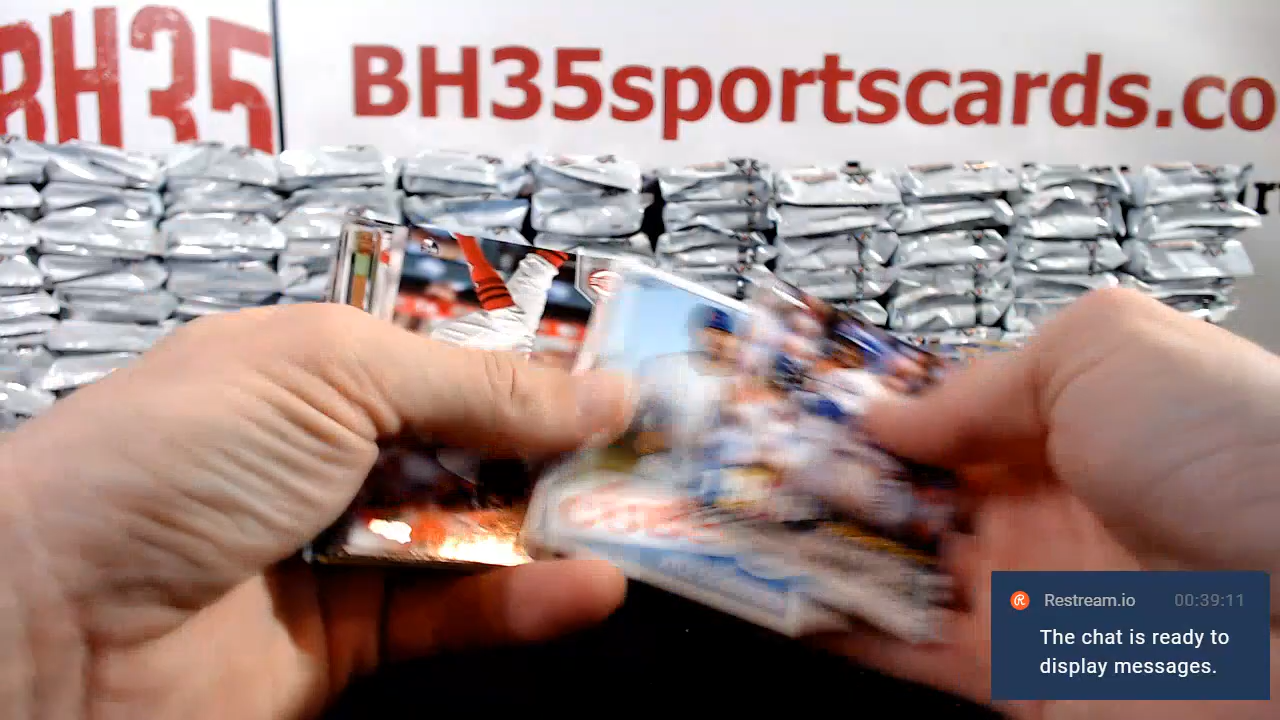 BH35
BH35sportscards.co
Restream.io 00:39:11
The chat is ready to
display messages.